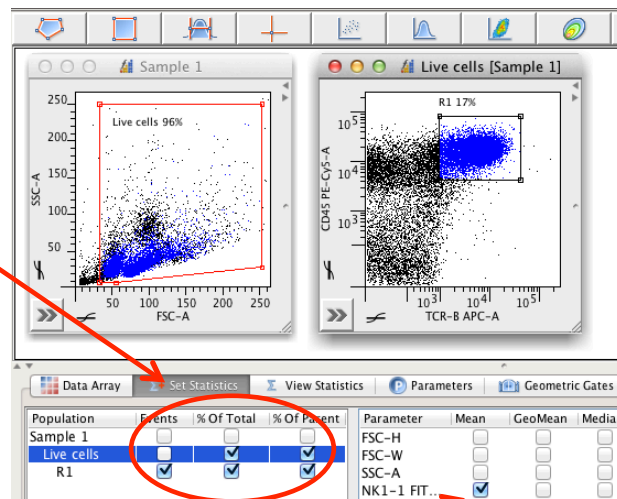 Sample 1
Live cells [Sample 1]
250
200
150
100
50
SSC-A
Live cells 96%
50 100 150 200 250
FSC-A
R1 17%
10^5
10^4
10^3
CD45 PE-Cy5-A
10^3 10^4 10^5
TCR-B APC-A
Data Array Set Statistics Σ View Statistics P Parameters Geometric Gates
Population Events % Of Total % Of Parent
Sample 1
Live cells
R1
Parameter Mean GeoMean Media
FSC-H
FSC-W
SSC-A
NK1-1 FIT...